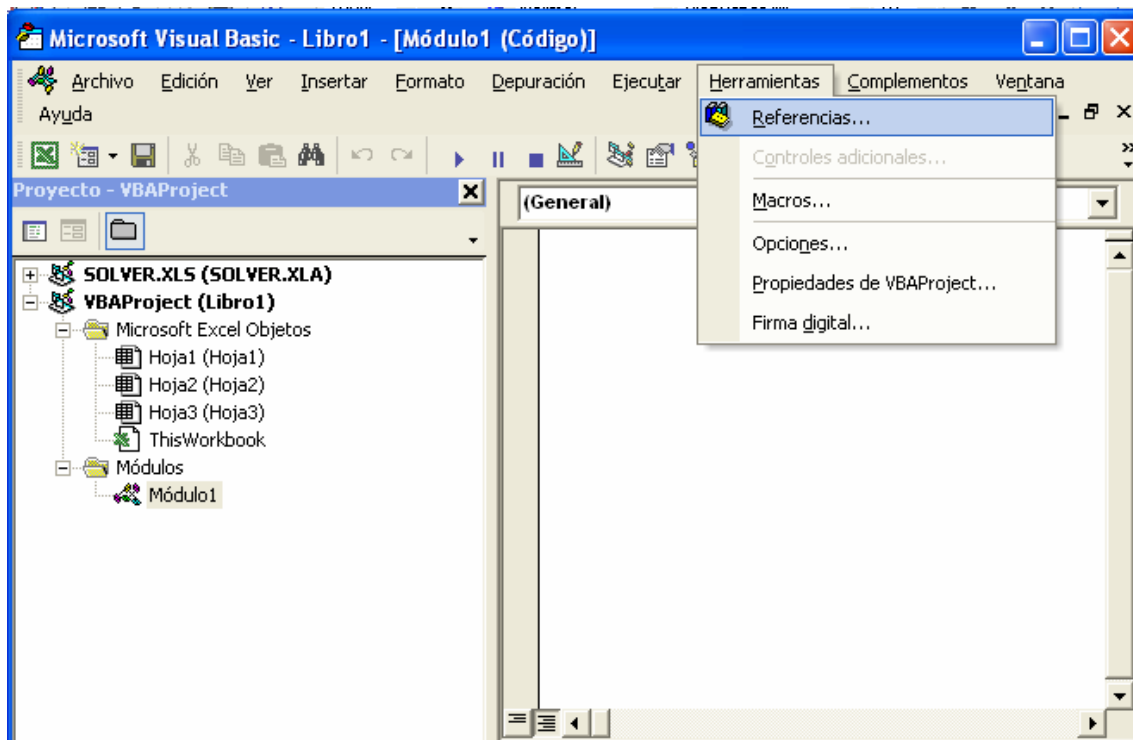 Microsoft Visual Basic - Libro1 - [Módulo1 (Código)]
Archivo Edición Ver Insertar Formato Depuración Ejecutar Herramientas Complementos Ventana
Ayuda
Referencias...
Controles adicionales...
Macros...
Opciones...
Propiedades de VBAProject...
Firma digital...
Proyecto - VBAProject
(General)
SOLVER.XLS (SOLVER.XLA)
VBAProject (Libro1)
Microsoft Excel Objetos
Hoja1 (Hoja1)
Hoja2 (Hoja2)
Hoja3 (Hoja3)
ThisWorkbook
Módulos
Módulo1